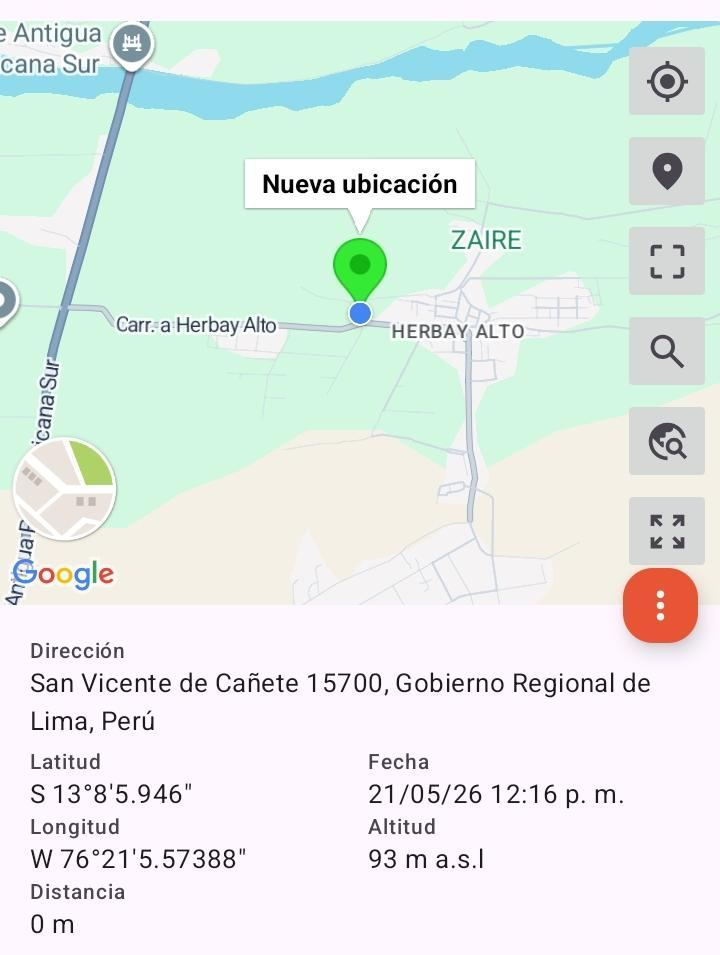 e Antigua
cana Sur
Nueva ubicación
ZAIRE
Carr. a Herbay Alto
HERBAY ALTO
icana Sur
Google
Dirección
San Vicente de Cañete 15700, Gobierno Regional de
Lima, Perú
Latitud
S 13°8'5.946"
Fecha
21/05/26 12:16 p. m.
Longitud
W 76°21'5.57388"
Altitud
93 m a.s.l
Distancia
0 m